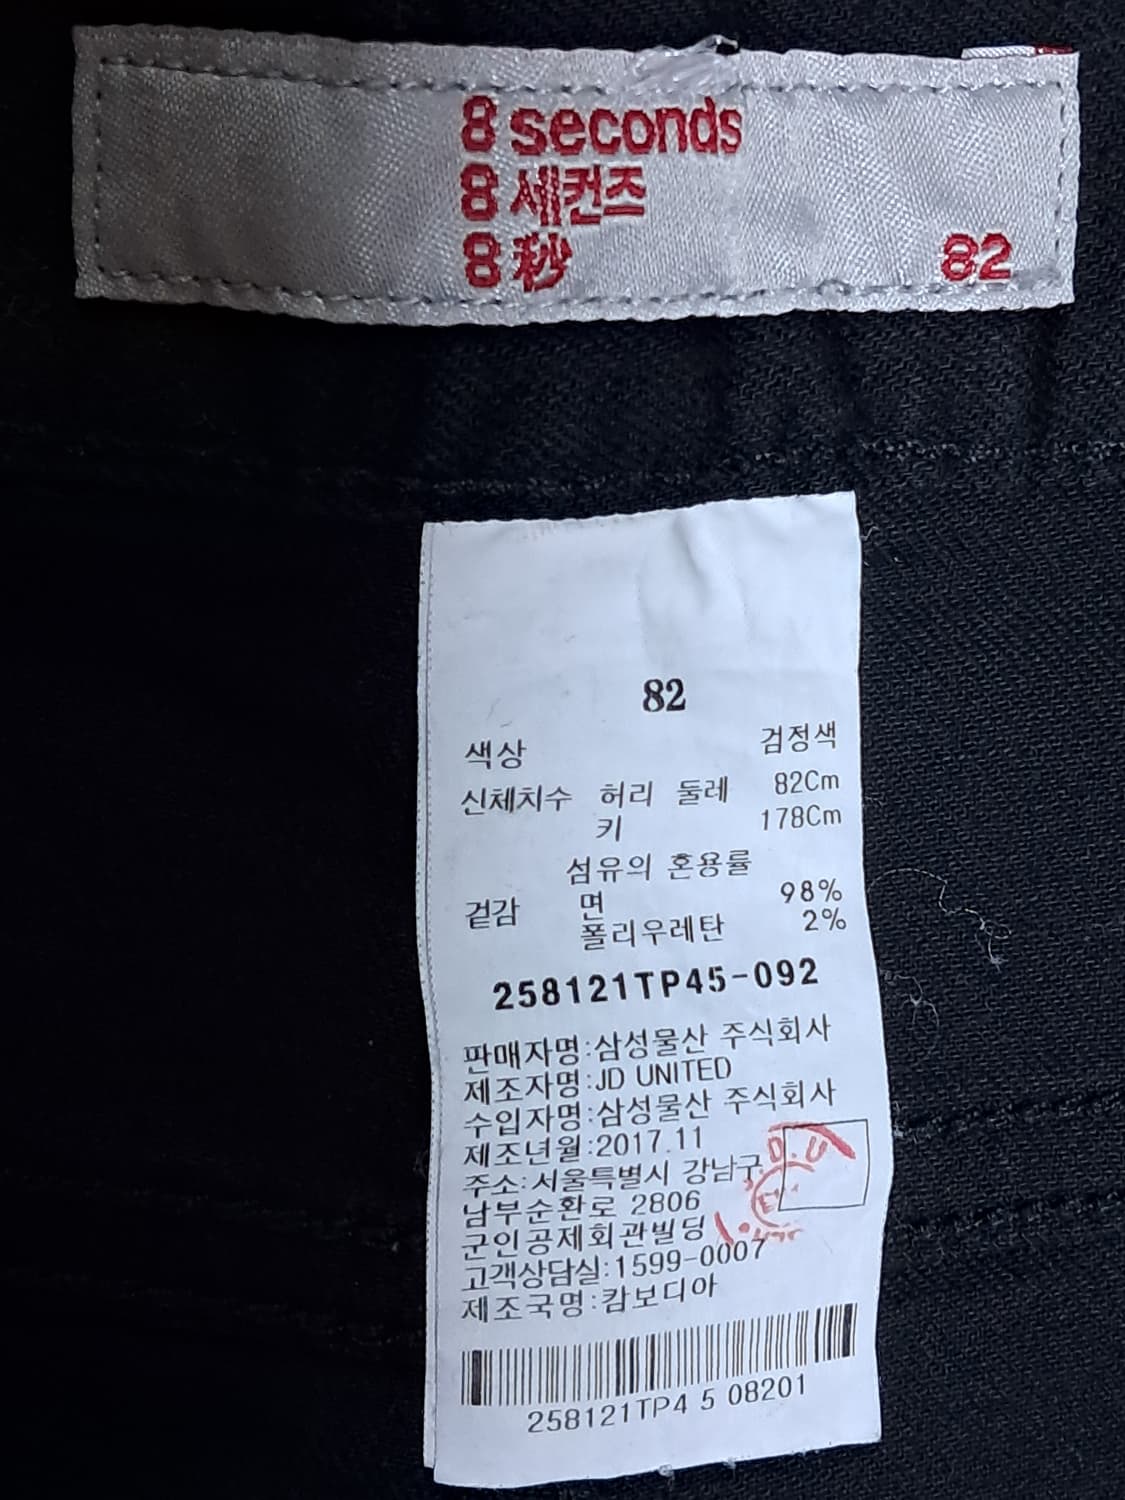 8 seconds
8 세컨즈
8 秒
82
82
색상 검정색
신체치수 허리 둘레 82Cm
키 178Cm
섬유의 혼용률
겉감 면 98%
폴리우레탄 2%
258121TP45-092
판매자명:삼성물산 주식회사
제조자명:JD UNITED
수입자명:삼성물산 주식회사
제조년월:2017.11
주소:서울특별시 강남구
남부순환로 2806
군인공제회관빌딩
고객상담실:1599-0007
제조국명:캄보디아
258121TP4 5 08201